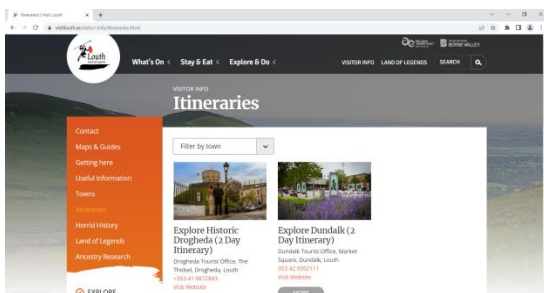 Itineraries | Visit Louth
visitlouth.ie/visitor-info/itineraries.html
Louth
What's On
Stay & Eat
Explore & Do
VISITOR INFO
LAND OF LEGENDS
SEARCH
BOYNE VALLEY
VISITOR INFO
Itineraries
Contact
Maps & Guides
Getting here
Useful Information
Towns
Itineraries
Horrid History
Land of Legends
Ancestry Research
EXPLORE
Filter by town
Explore Historic
Drogheda (2 Day
Itinerary)
Drogheda Tourist Office, The
Tholsel, Drogheda, Louth
+353 41 9872843
Visit Website
Explore Dundalk (2
Day Itinerary)
Dundalk Tourist Office, Market
Square, Dundalk, Louth
353 42 9352111
Visit Website